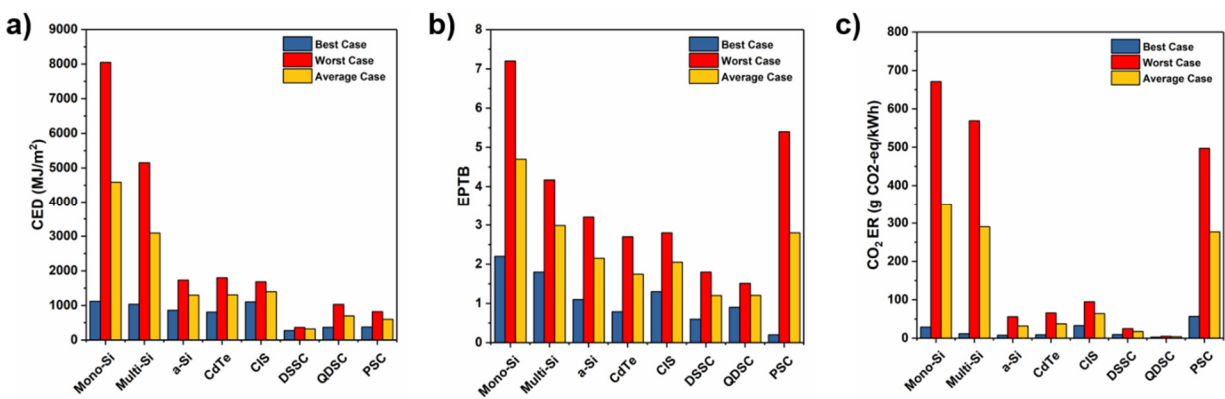 a)
9000
8000
7000
6000
5000
4000
3000
2000
1000
0
CED (MJ/m²)
Best Case
Worst Case
Average Case
Mono-Si
Multi-Si
a-Si
CdTe
CIS
DSSC
QDSC
PSC
b)
8
7
6
5
4
3
2
1
0
EPTB
Best Case
Worst Case
Average Case
Mono-Si
Multi-Si
a-Si
CdTe
CIS
DSSC
QDSC
PSC
c)
800
700
600
500
400
300
200
100
0
CO₂ ER (g CO2-eq/kWh)
Best Case
Worst Case
Average Case
Mono-Si
Multi-Si
a-Si
CdTe
CIS
DSSC
QDSC
PSC